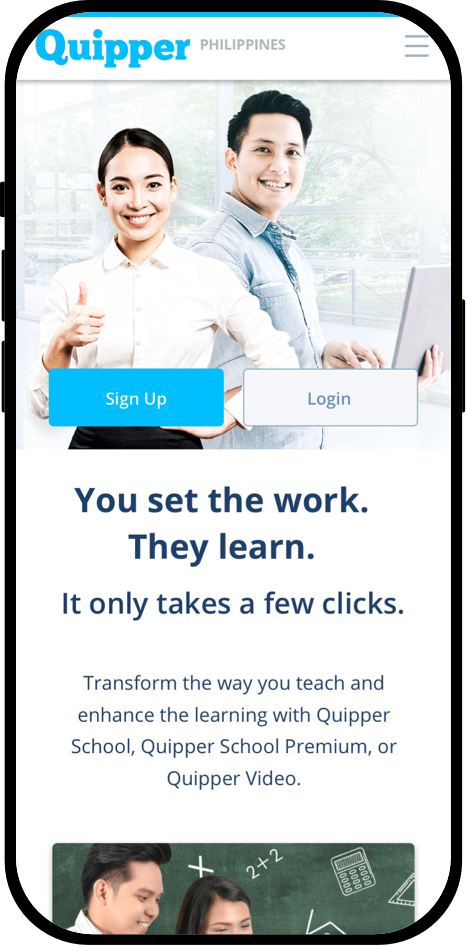 Quipper PHILIPPINES
Sign Up
Login
You set the work.
They learn.
It only takes a few clicks.
Transform the way you teach and
enhance the learning with Quipper
School, Quipper School Premium, or
Quipper Video.
2+2